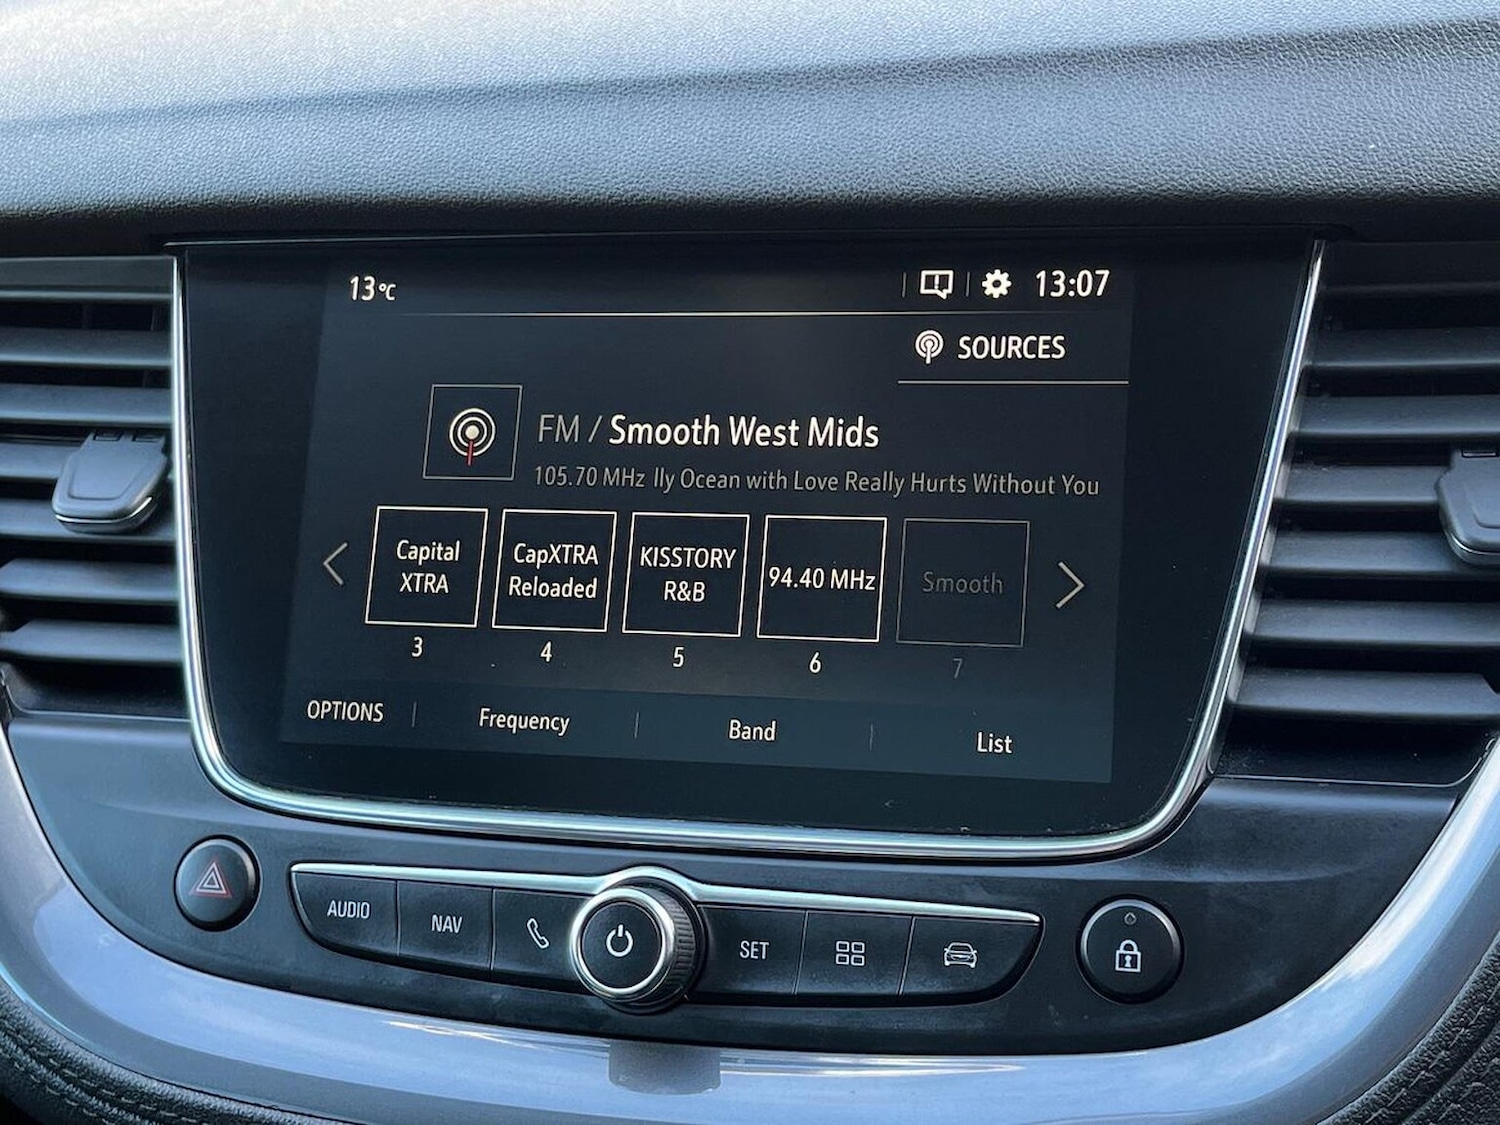 13°C
13:07
SOURCES
FM / Smooth West Mids
105.70 MHz lly Ocean with Love Really Hurts Without You
Capital
XTRA
CapXTRA
Reloaded
KISSTORY
R&B
94.40 MHz
Smooth
3 4 5 6 7
OPTIONS Frequency Band List
AUDIO NAV SET